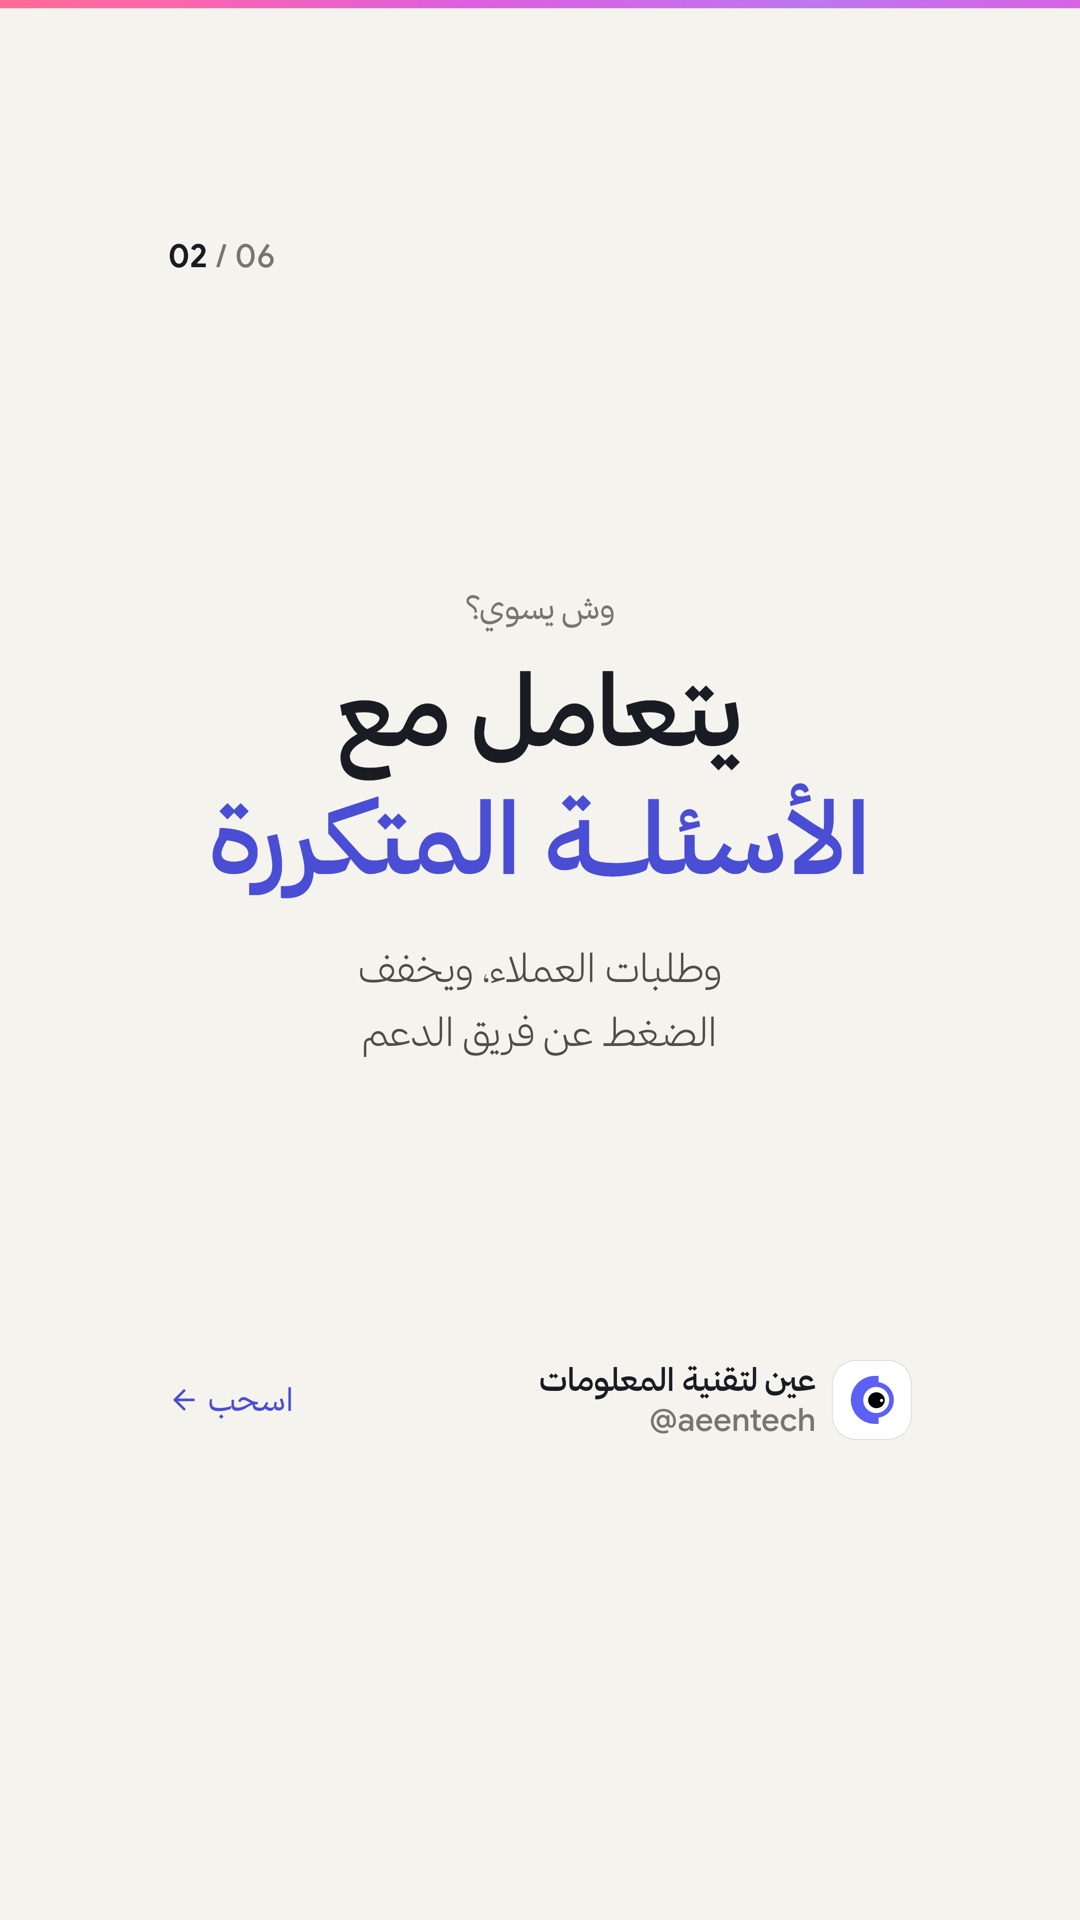 02 / 06
وش يسوي؟
يتعامل مع
الأسئلــة المتكررة
وطلبات العملاء، ويخفف
الضغط عن فريق الدعم
عين لتقنية المعلومات
@aeentech
اسحب ←